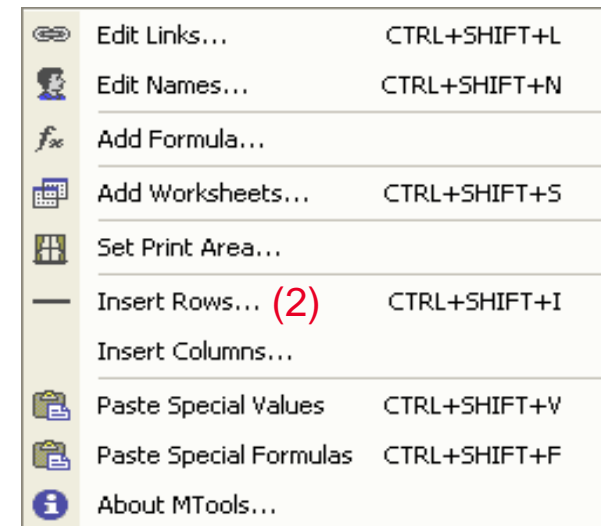 Edit Links... CTRL+SHIFT+L
Edit Names... CTRL+SHIFT+N
fx Add Formula...
Add Worksheets... CTRL+SHIFT+S
Set Print Area...
Insert Rows... (2) CTRL+SHIFT+I
Insert Columns...
Paste Special Values CTRL+SHIFT+V
Paste Special Formulas CTRL+SHIFT+F
About MTools...